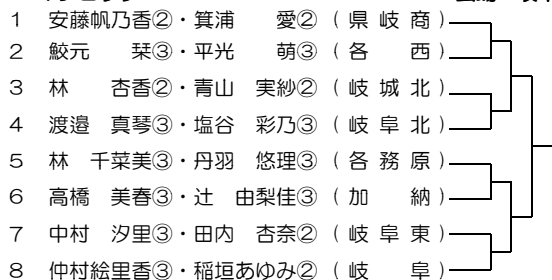 1 安藤帆乃香②・箕浦 愛②（県岐商）
2 鮫元 栞③・平光 萌③（各 西）
3 林 杏香②・青山 実紗②（岐城北）
4 渡邉 真琴③・塩谷 彩乃③（岐阜北）
5 林 千菜美③・丹羽 悠理③（各務原）
6 高橋 美春③・辻 由梨佳③（加 納）
7 中村 汐里③・田内 杏奈②（岐阜東）
8 仲村絵里香③・稲垣あゆみ②（岐 阜）